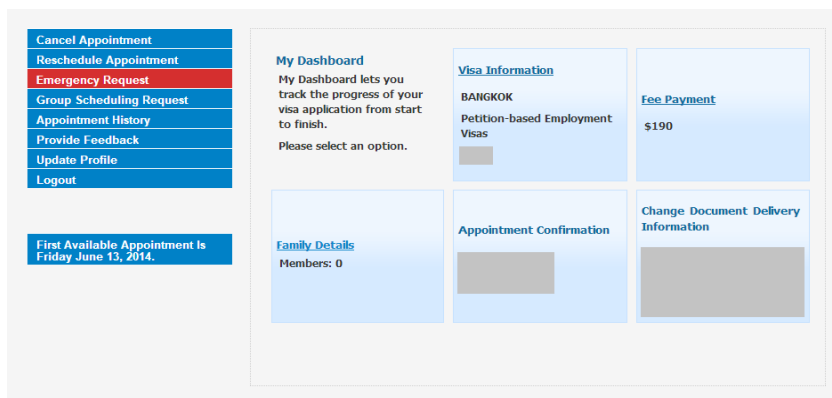 Cancel Appointment
Reschedule Appointment
Emergency Request
Group Scheduling Request
Appointment History
Provide Feedback
Update Profile
Logout
First Available Appointment Is
Friday June 13, 2014.
My Dashboard
My Dashboard lets you
track the progress of your
visa application from start
to finish.
Please select an option.
Visa Information
BANGKOK
Petition-based Employment
Visas
Fee Payment
$190
Family Details
Members: 0
Appointment Confirmation
Change Document Delivery
Information